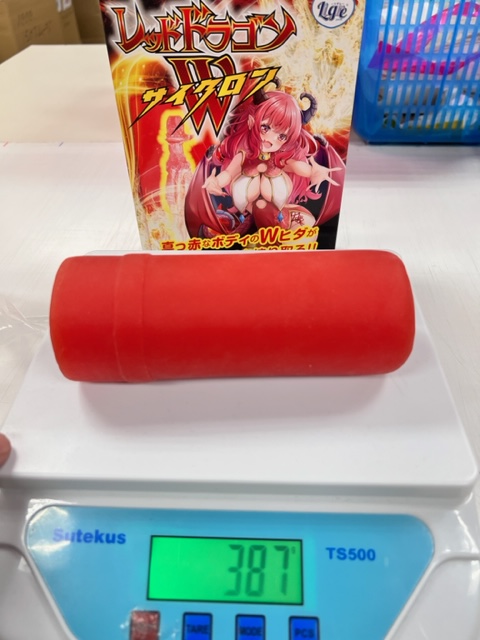 レッドドラゴン
Ligre
W
サイクロン
真っ赤なボディのWヒダが
Sutekus
387
TS500
TARE
MODE
PCS